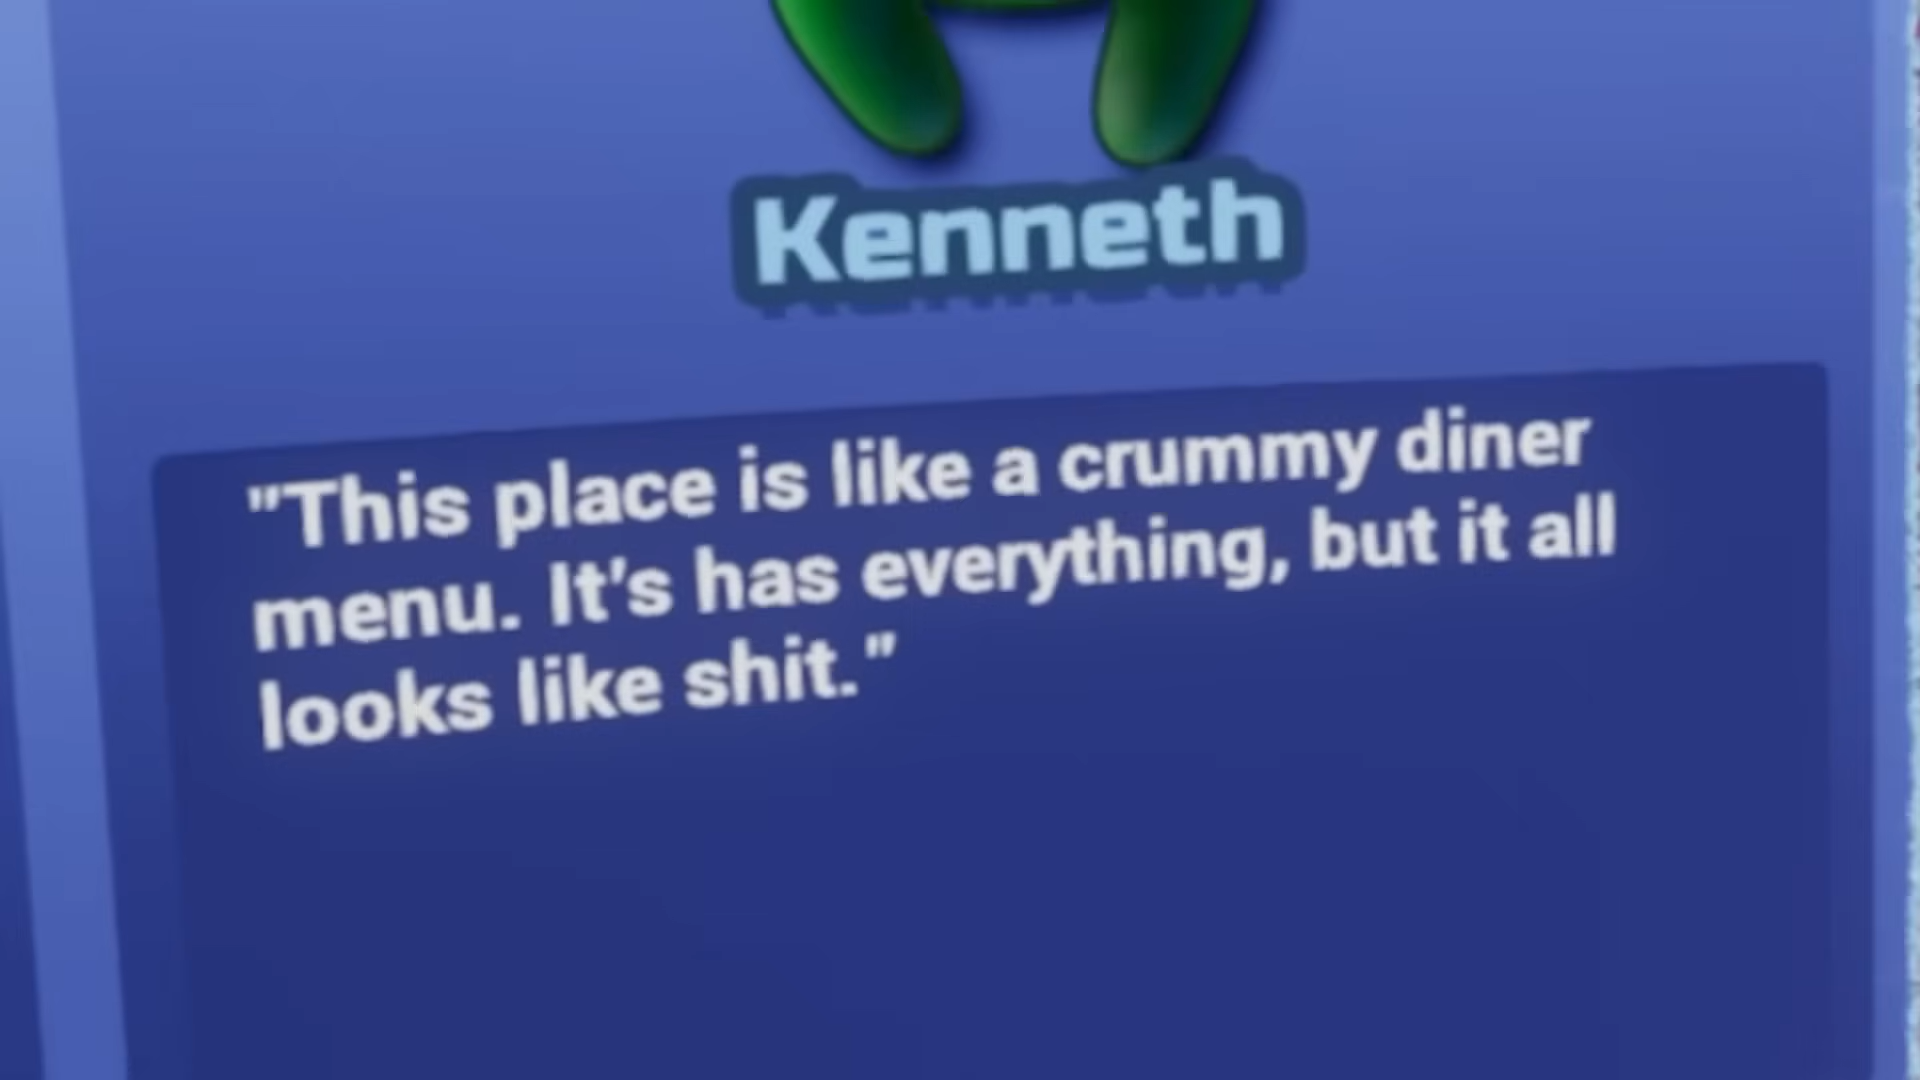 Kenneth
"This place is like a crummy diner
menu. It's has everything, but it all
looks like shit."